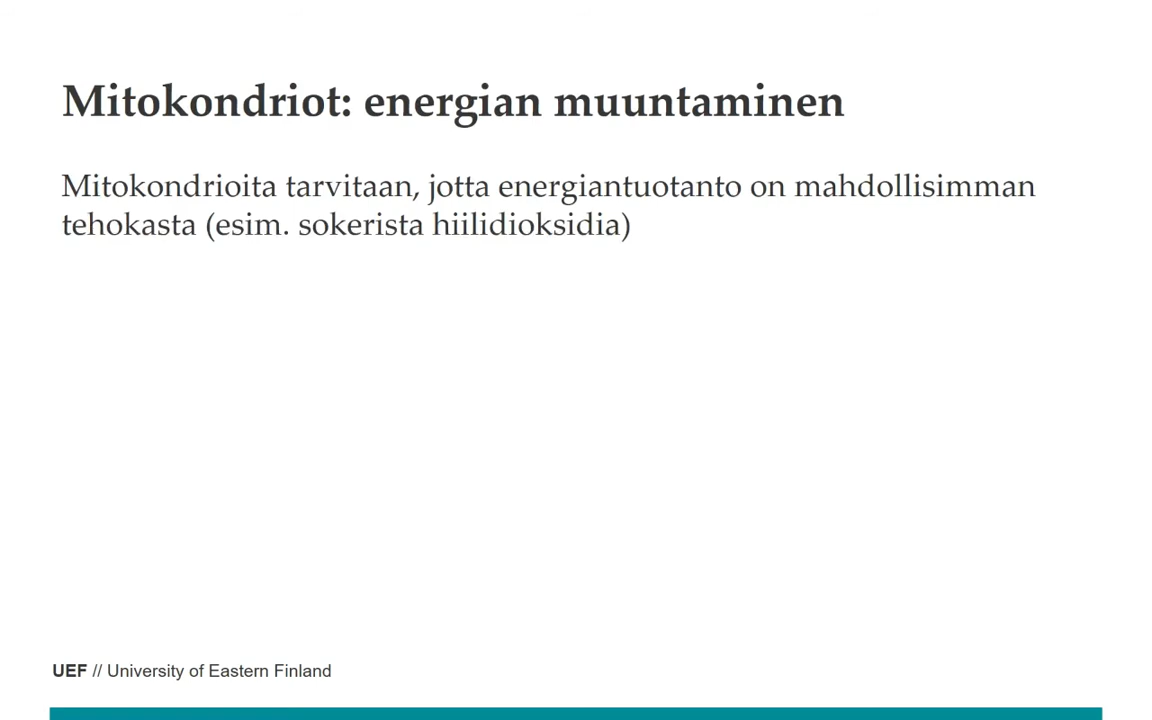 Mitokondriot: energian muuntaminen
Mitokondrioita tarvitaan, jotta energiantuotanto on mahdollisimman
tehokasta (esim. sokerista hiilidioksidia)
UEF // University of Eastern Finland